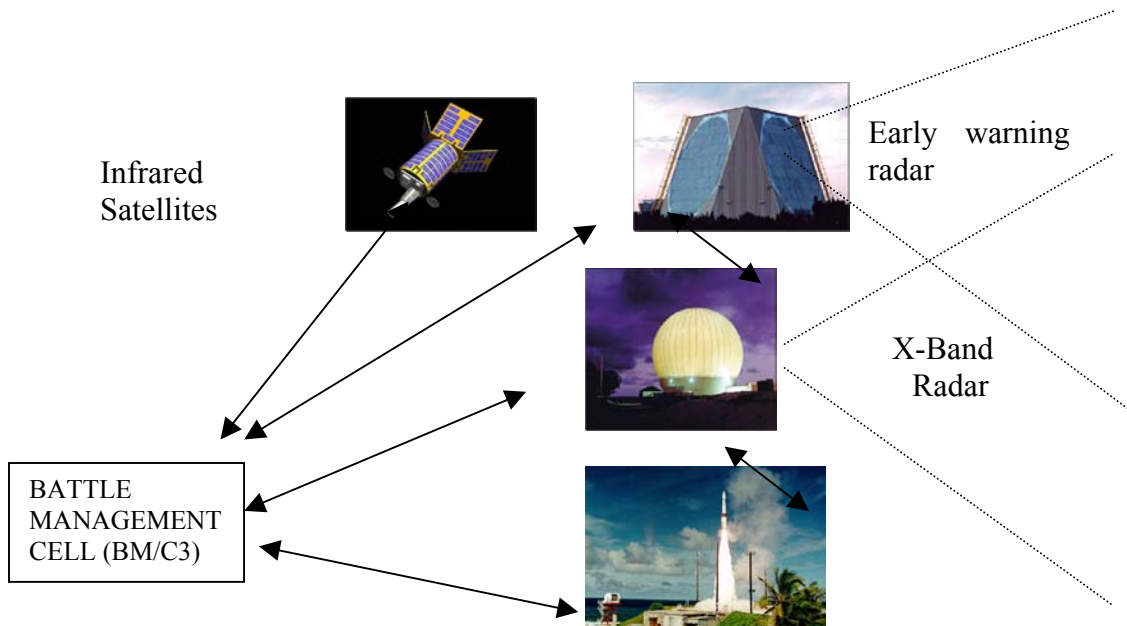 Infrared
Satellites
Early warning
radar
X-Band
Radar
BATTLE
MANAGEMENT
CELL (BM/C3)